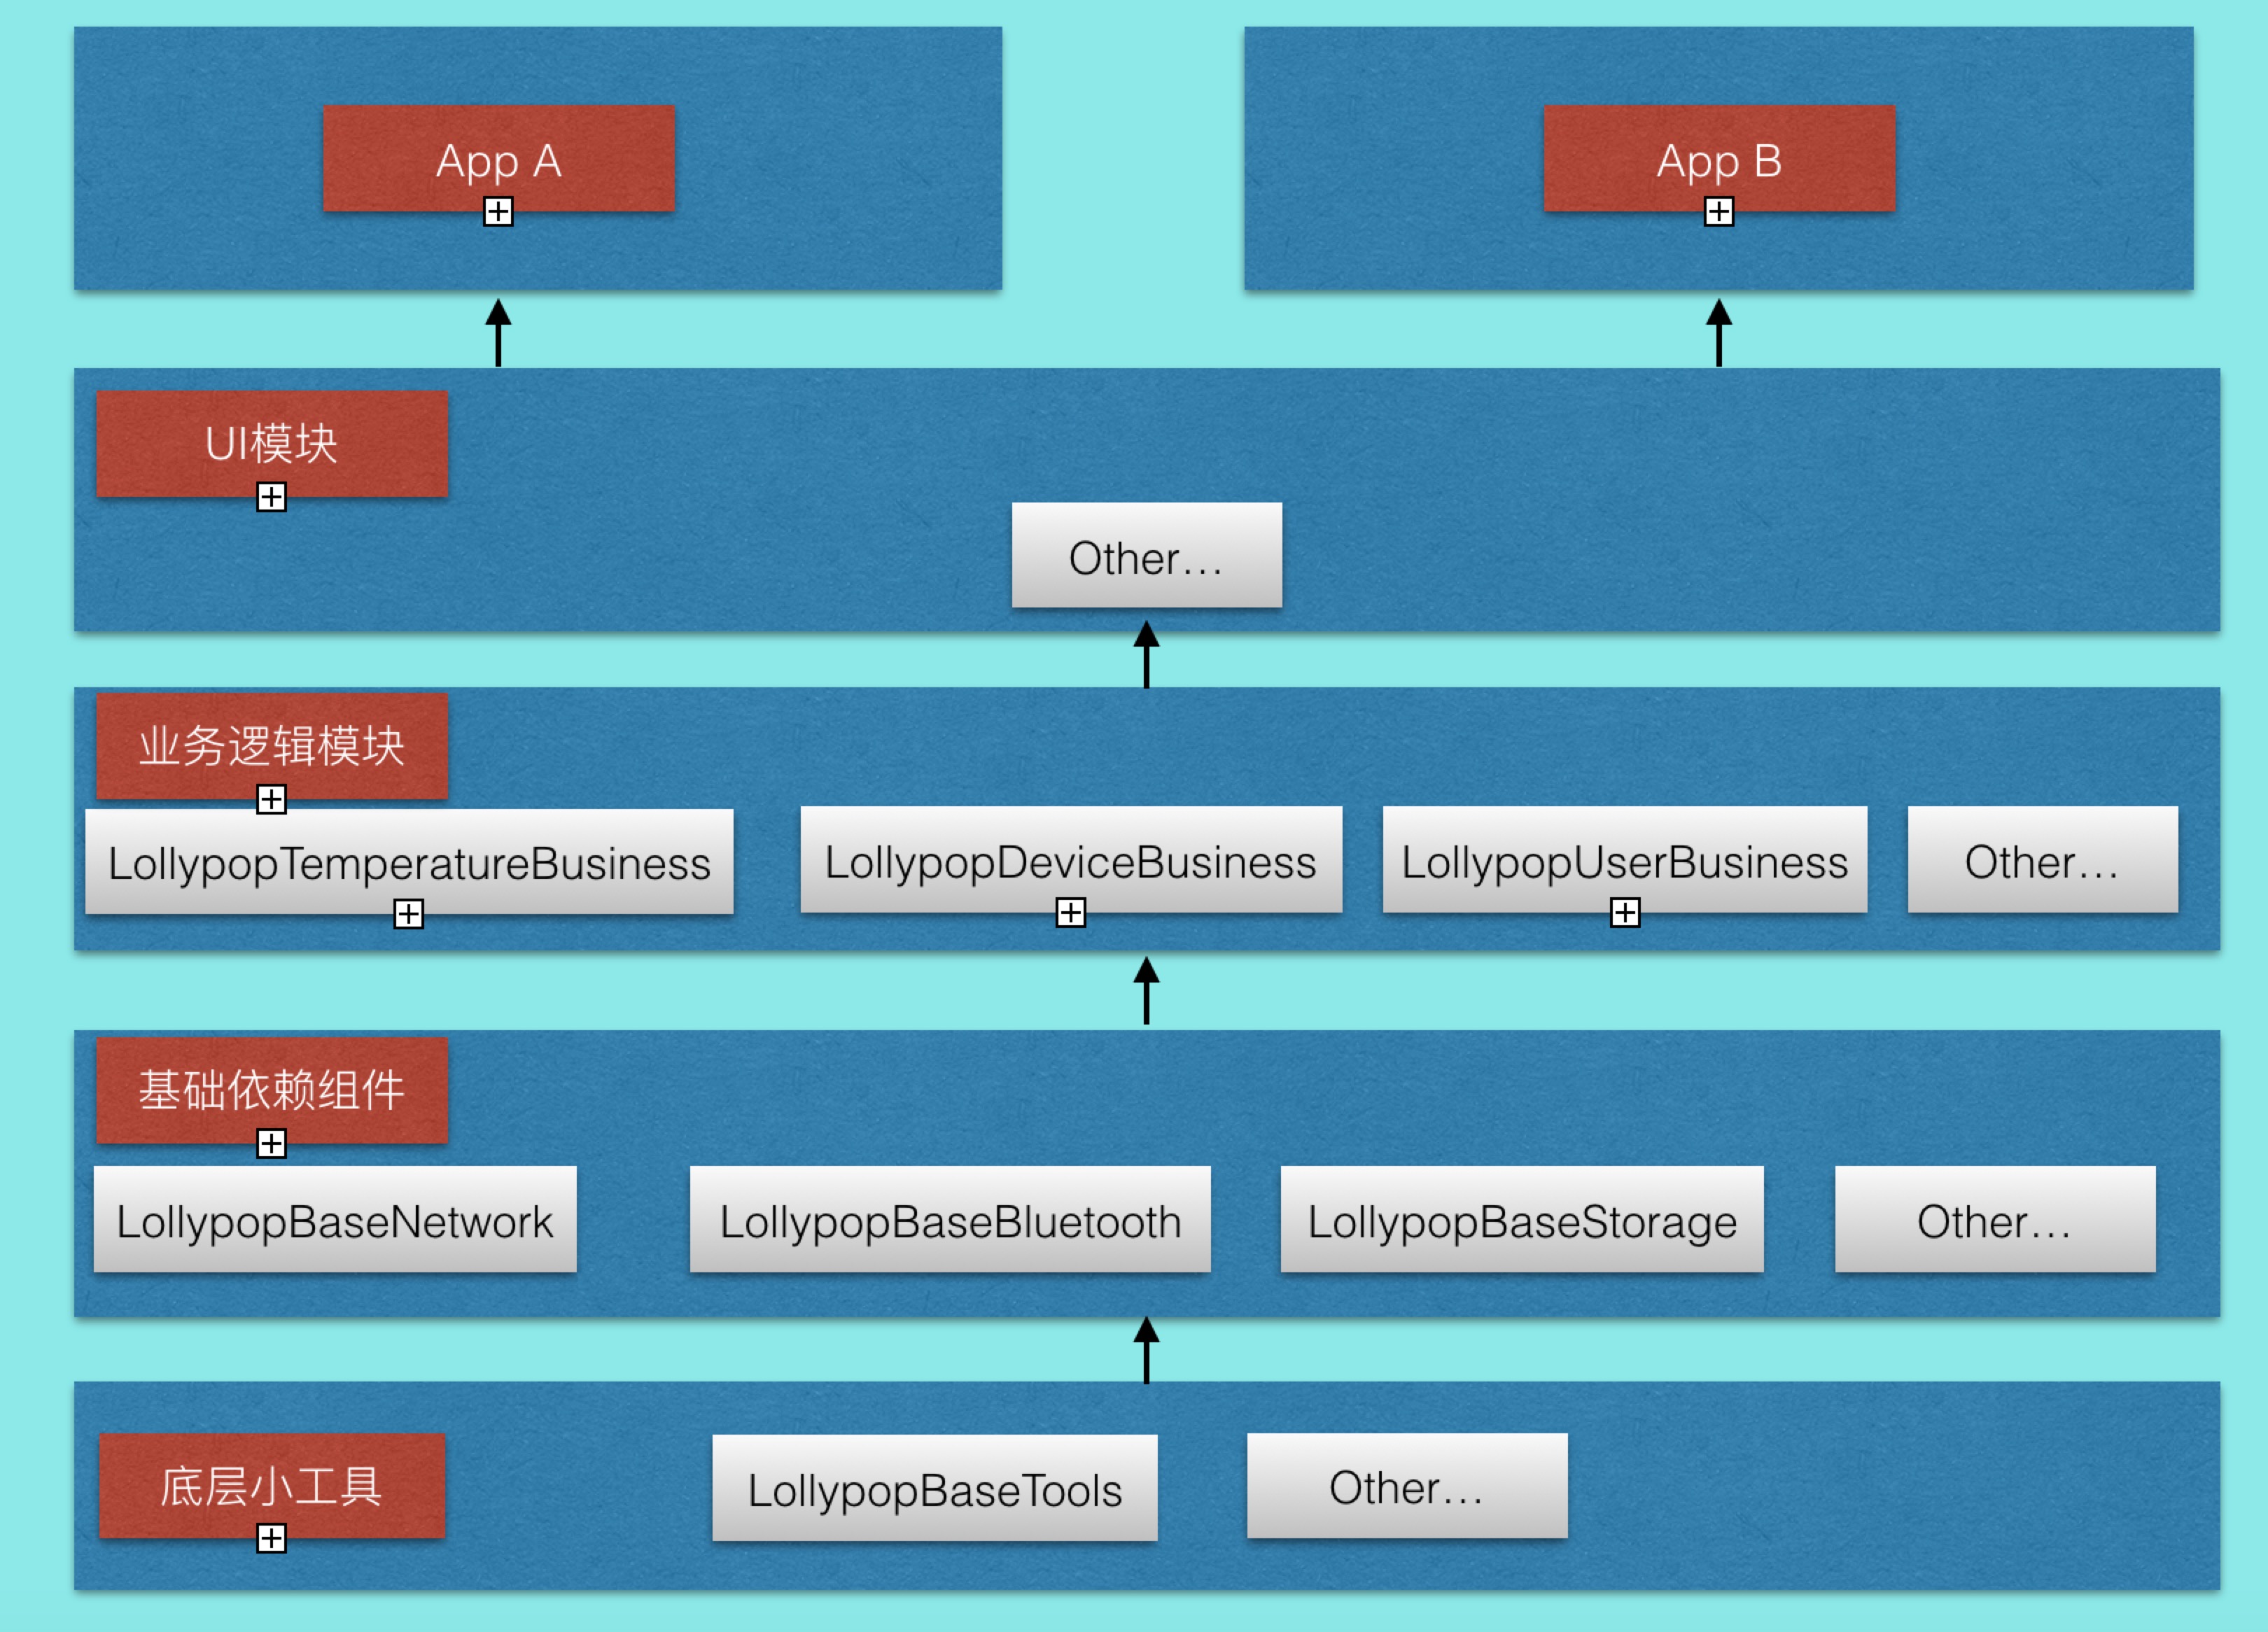 App A
App B
UI模块
Other...
业务逻辑模块
LollypopTemperatureBusiness
LollypopDeviceBusiness
LollypopUserBusiness
Other...
基础依赖组件
LollypopBaseNetwork
LollypopBaseBluetooth
LollypopBaseStorage
Other...
底层小工具
LollypopBaseTools
Other...